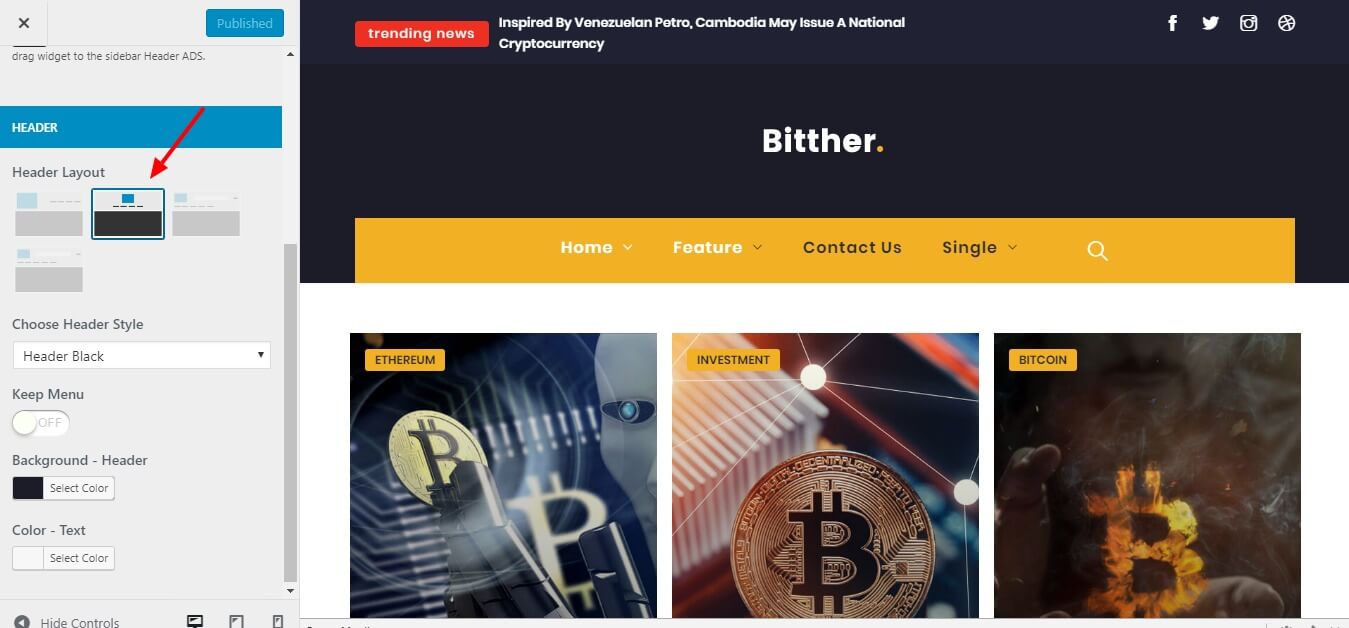 Published
drag widget to the sidebar Header ADS.
HEADER
Header Layout
Choose Header Style
Header Black
Keep Menu
OFF
Background - Header
Select Color
Color - Text
Select Color
Hide Controls
trending news
Inspired By Venezuelan Petro, Cambodia May Issue A National
Cryptocurrency
Bitther.
Home
Feature
Contact Us
Single
ETHEREUM
INVESTMENT
BITCOIN